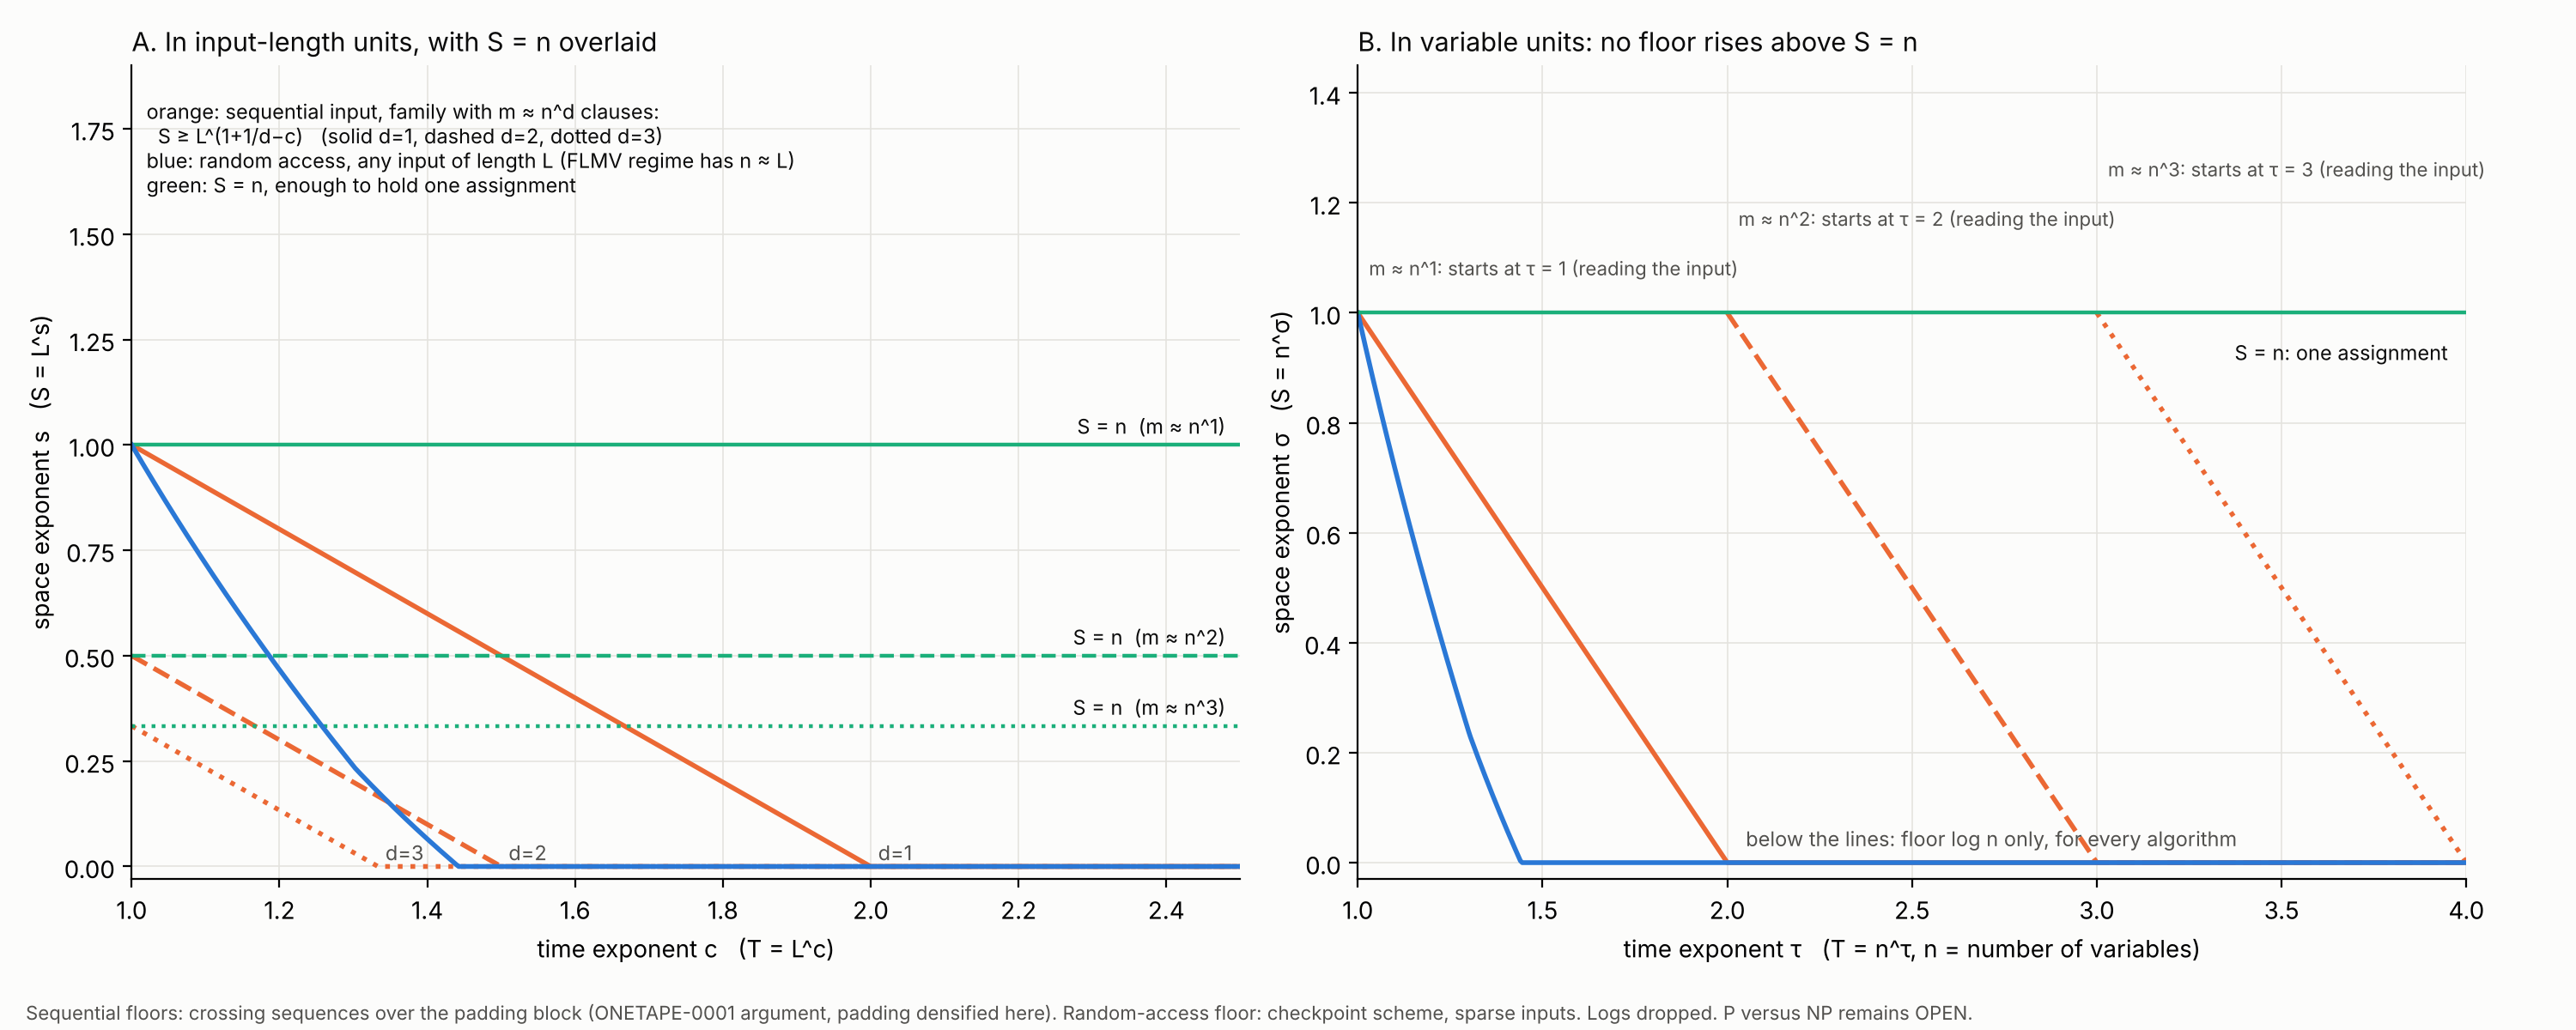 A. In input-length units, with S = n overlaid
orange: sequential input, family with m ≈ n^d clauses:
S ≥ L^(1+1/d−c)   (solid d=1, dashed d=2, dotted d=3)
blue: random access, any input of length L (FLMV regime has n ≈ L)
green: S = n, enough to hold one assignment
1.75
1.50
1.25
1.00
0.75
0.50
0.25
0.00
space exponent s   (S = L^s)
S = n  (m ≈ n^1)
S = n  (m ≈ n^2)
S = n  (m ≈ n^3)
d=3
d=2
d=1
1.0
1.2
1.4
1.6
1.8
2.0
2.2
2.4
time exponent c   (T = L^c)
B. In variable units: no floor rises above S = n
m ≈ n^3: starts at τ = 3 (reading the input)
m ≈ n^2: starts at τ = 2 (reading the input)
m ≈ n^1: starts at τ = 1 (reading the input)
S = n: one assignment
below the lines: floor log n only, for every algorithm
1.4
1.2
1.0
0.8
0.6
0.4
0.2
0.0
space exponent σ   (S = n^σ)
1.0
1.5
2.0
2.5
3.0
3.5
4.0
time exponent τ   (T = n^τ, n = number of variables)
Sequential floors: crossing sequences over the padding block (ONETAPE-0001 argument, padding densified here). Random-access floor: checkpoint scheme, sparse inputs. Logs dropped. P versus NP remains OPEN.